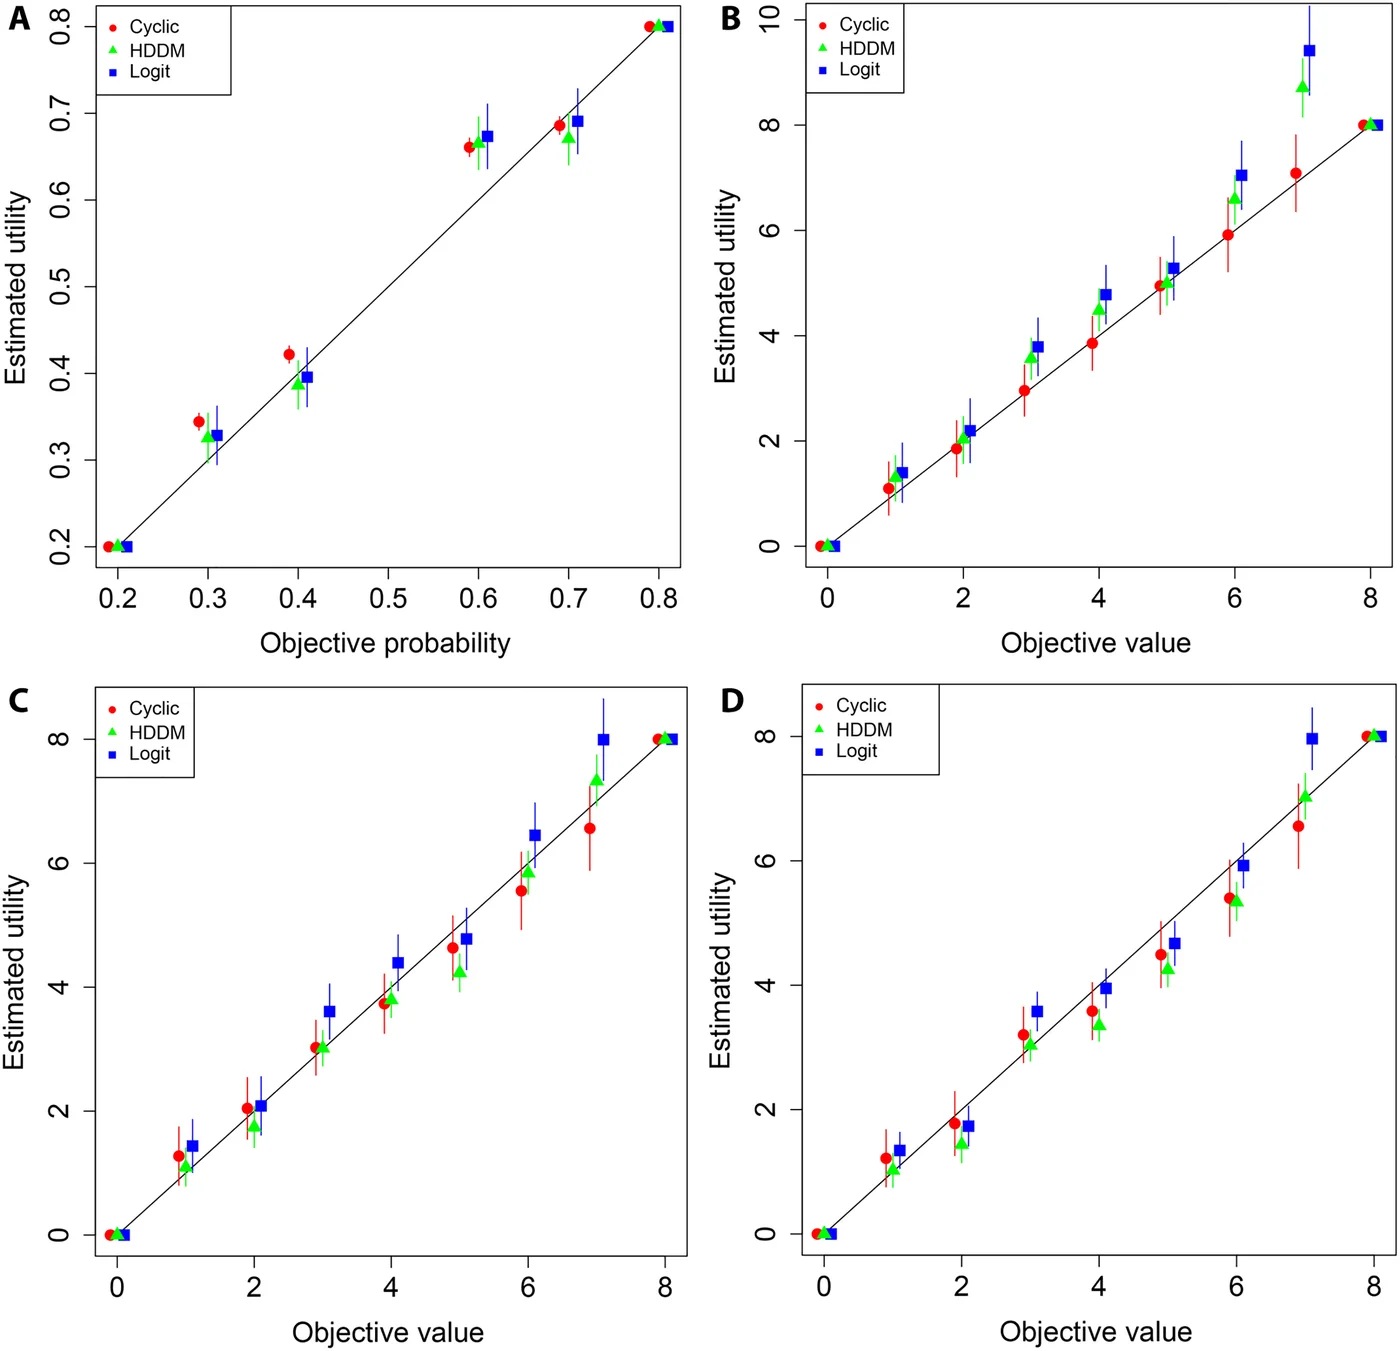 A
Cyclic
HDDM
Logit
0.8
0.7
0.6
0.5
0.4
0.3
0.2
Estimated utility
0.2 0.3 0.4 0.5 0.6 0.7 0.8
Objective probability
B
Cyclic
HDDM
Logit
10
8
6
4
2
0
Estimated utility
0 2 4 6 8
Objective value
C
Cyclic
HDDM
Logit
8
6
4
2
0
Estimated utility
0 2 4 6 8
Objective value
D
Cyclic
HDDM
Logit
8
6
4
2
0
Estimated utility
0 2 4 6 8
Objective value